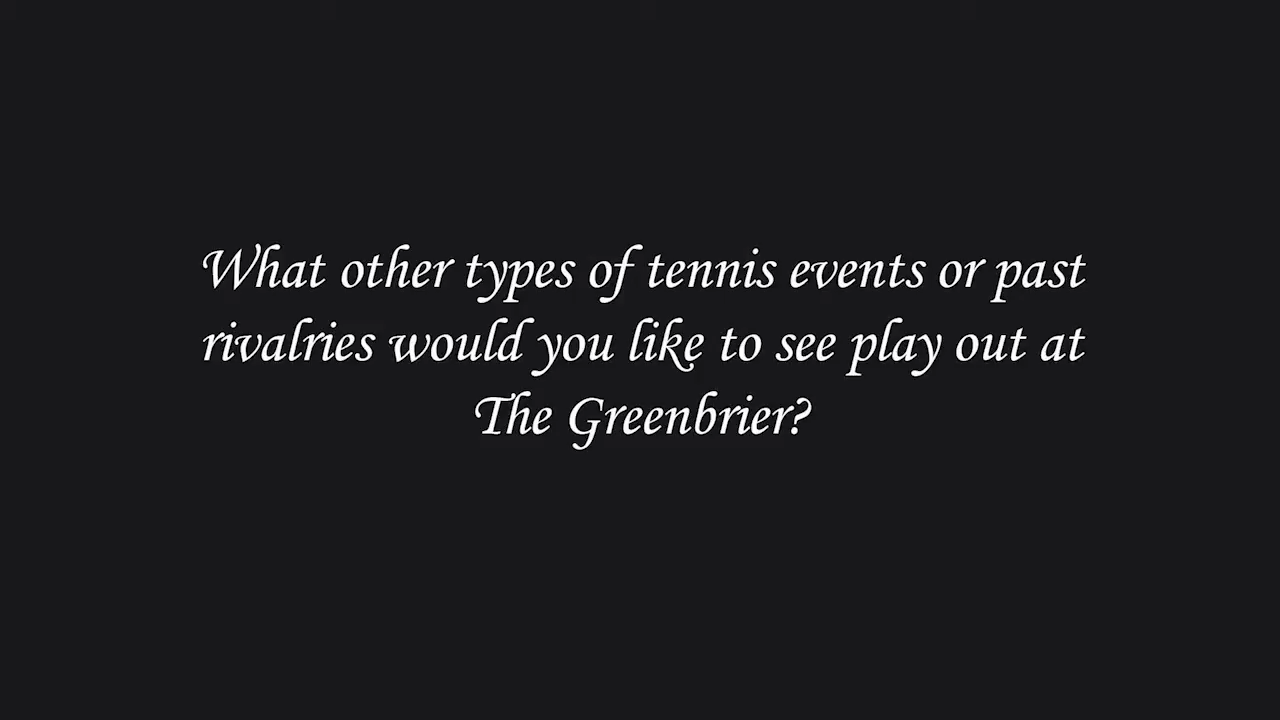 What other types of tennis events or past
rivalries would you like to see play out at
The Greenbrier?